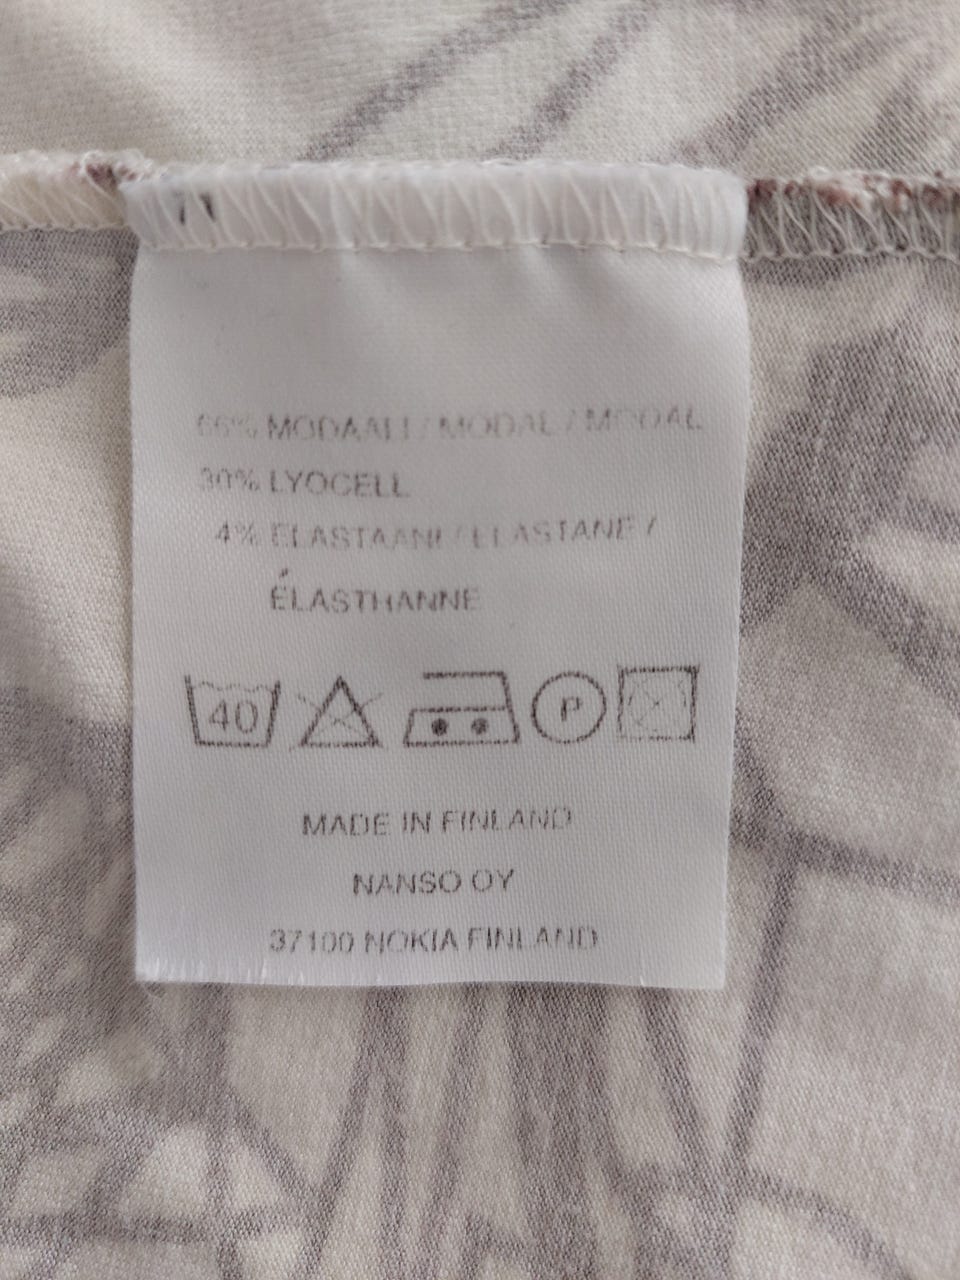 66% MODAALI / MODAL / MODAL
30% LYOCELL
4% ELASTAANI / ELASTANE /
ÉLASTHANNE
40 P
MADE IN FINLAND
NANSO OY
37100 NOKIA FINLAND